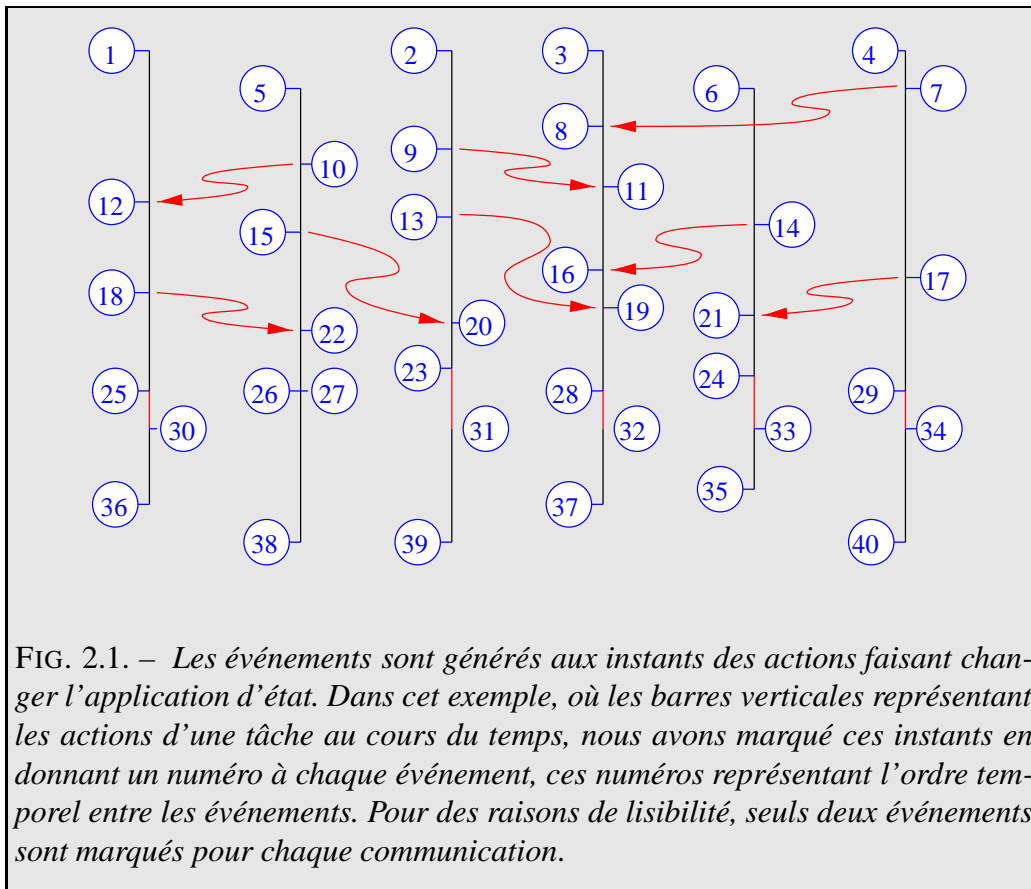 1 2 3 4
5 6 7
8
9 10 11
12 13 14
15 16 17
18 19
20 21
22
23 24
25 26 27 28 29
30 31 32 33 34
35
36 37
38 39 40
FIG. 2.1. – Les événements sont générés aux instants des actions faisant chan-
ger l'application d'état. Dans cet exemple, où les barres verticales représentant
les actions d'une tâche au cours du temps, nous avons marqué ces instants en
donnant un numéro à chaque événement, ces numéros représentant l'ordre tem-
porel entre les événements. Pour des raisons de lisibilité, seuls deux événements
sont marqués pour chaque communication.